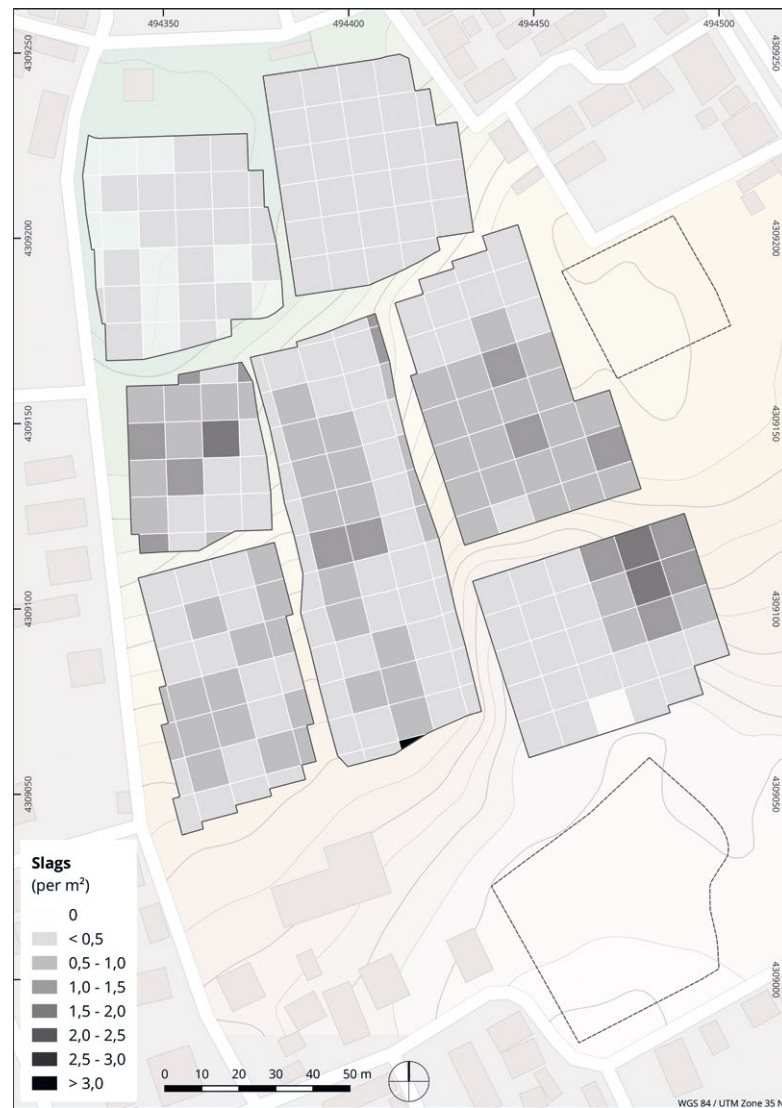 494350 494400 494450 494500
4309250 4309250
4309200 4309200
4309150 4309150
4309100 4309100
4309050 4309050
4309000 4309000
Slags
(per m²)
0
< 0,5
0,5 - 1,0
1,0 - 1,5
1,5 - 2,0
2,0 - 2,5
2,5 - 3,0
> 3,0
0 10 20 30 40 50 m
WGS 84 / UTM Zone 35 N